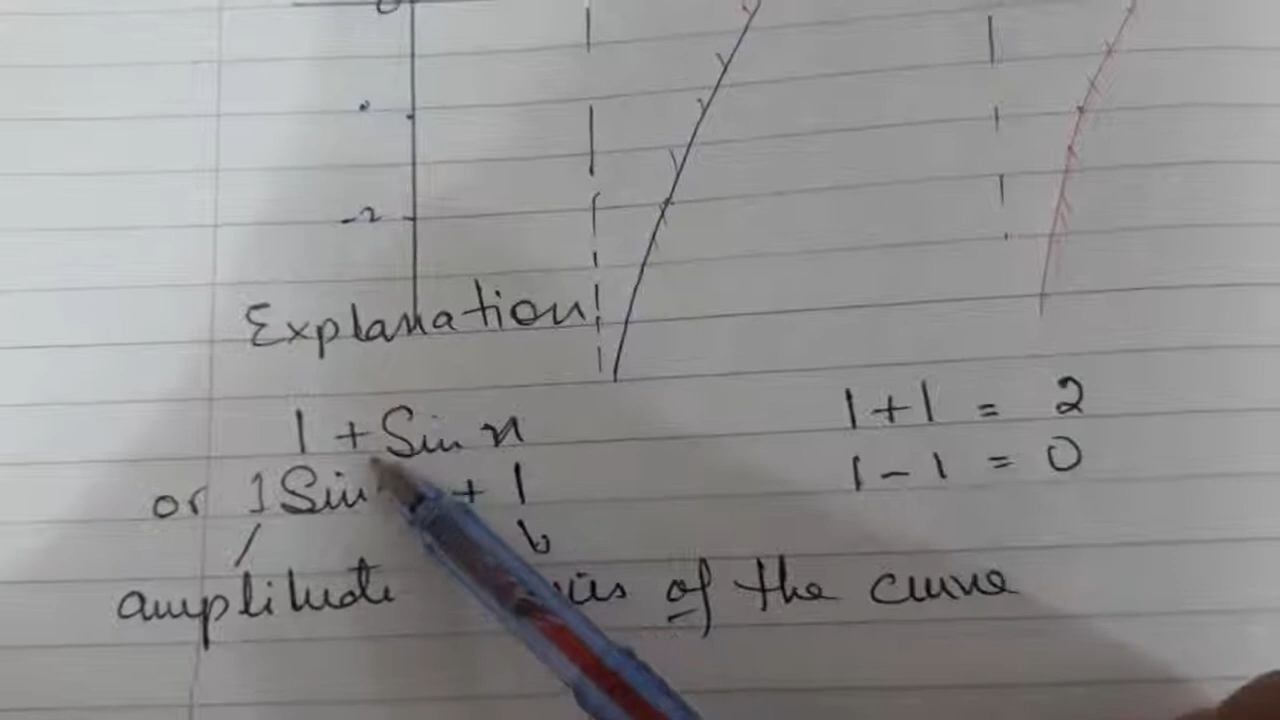 -2
Explanation
1 + Sin x 1+1 = 2
or 1 Sin + 1 1-1 = 0
amplitude of the curve